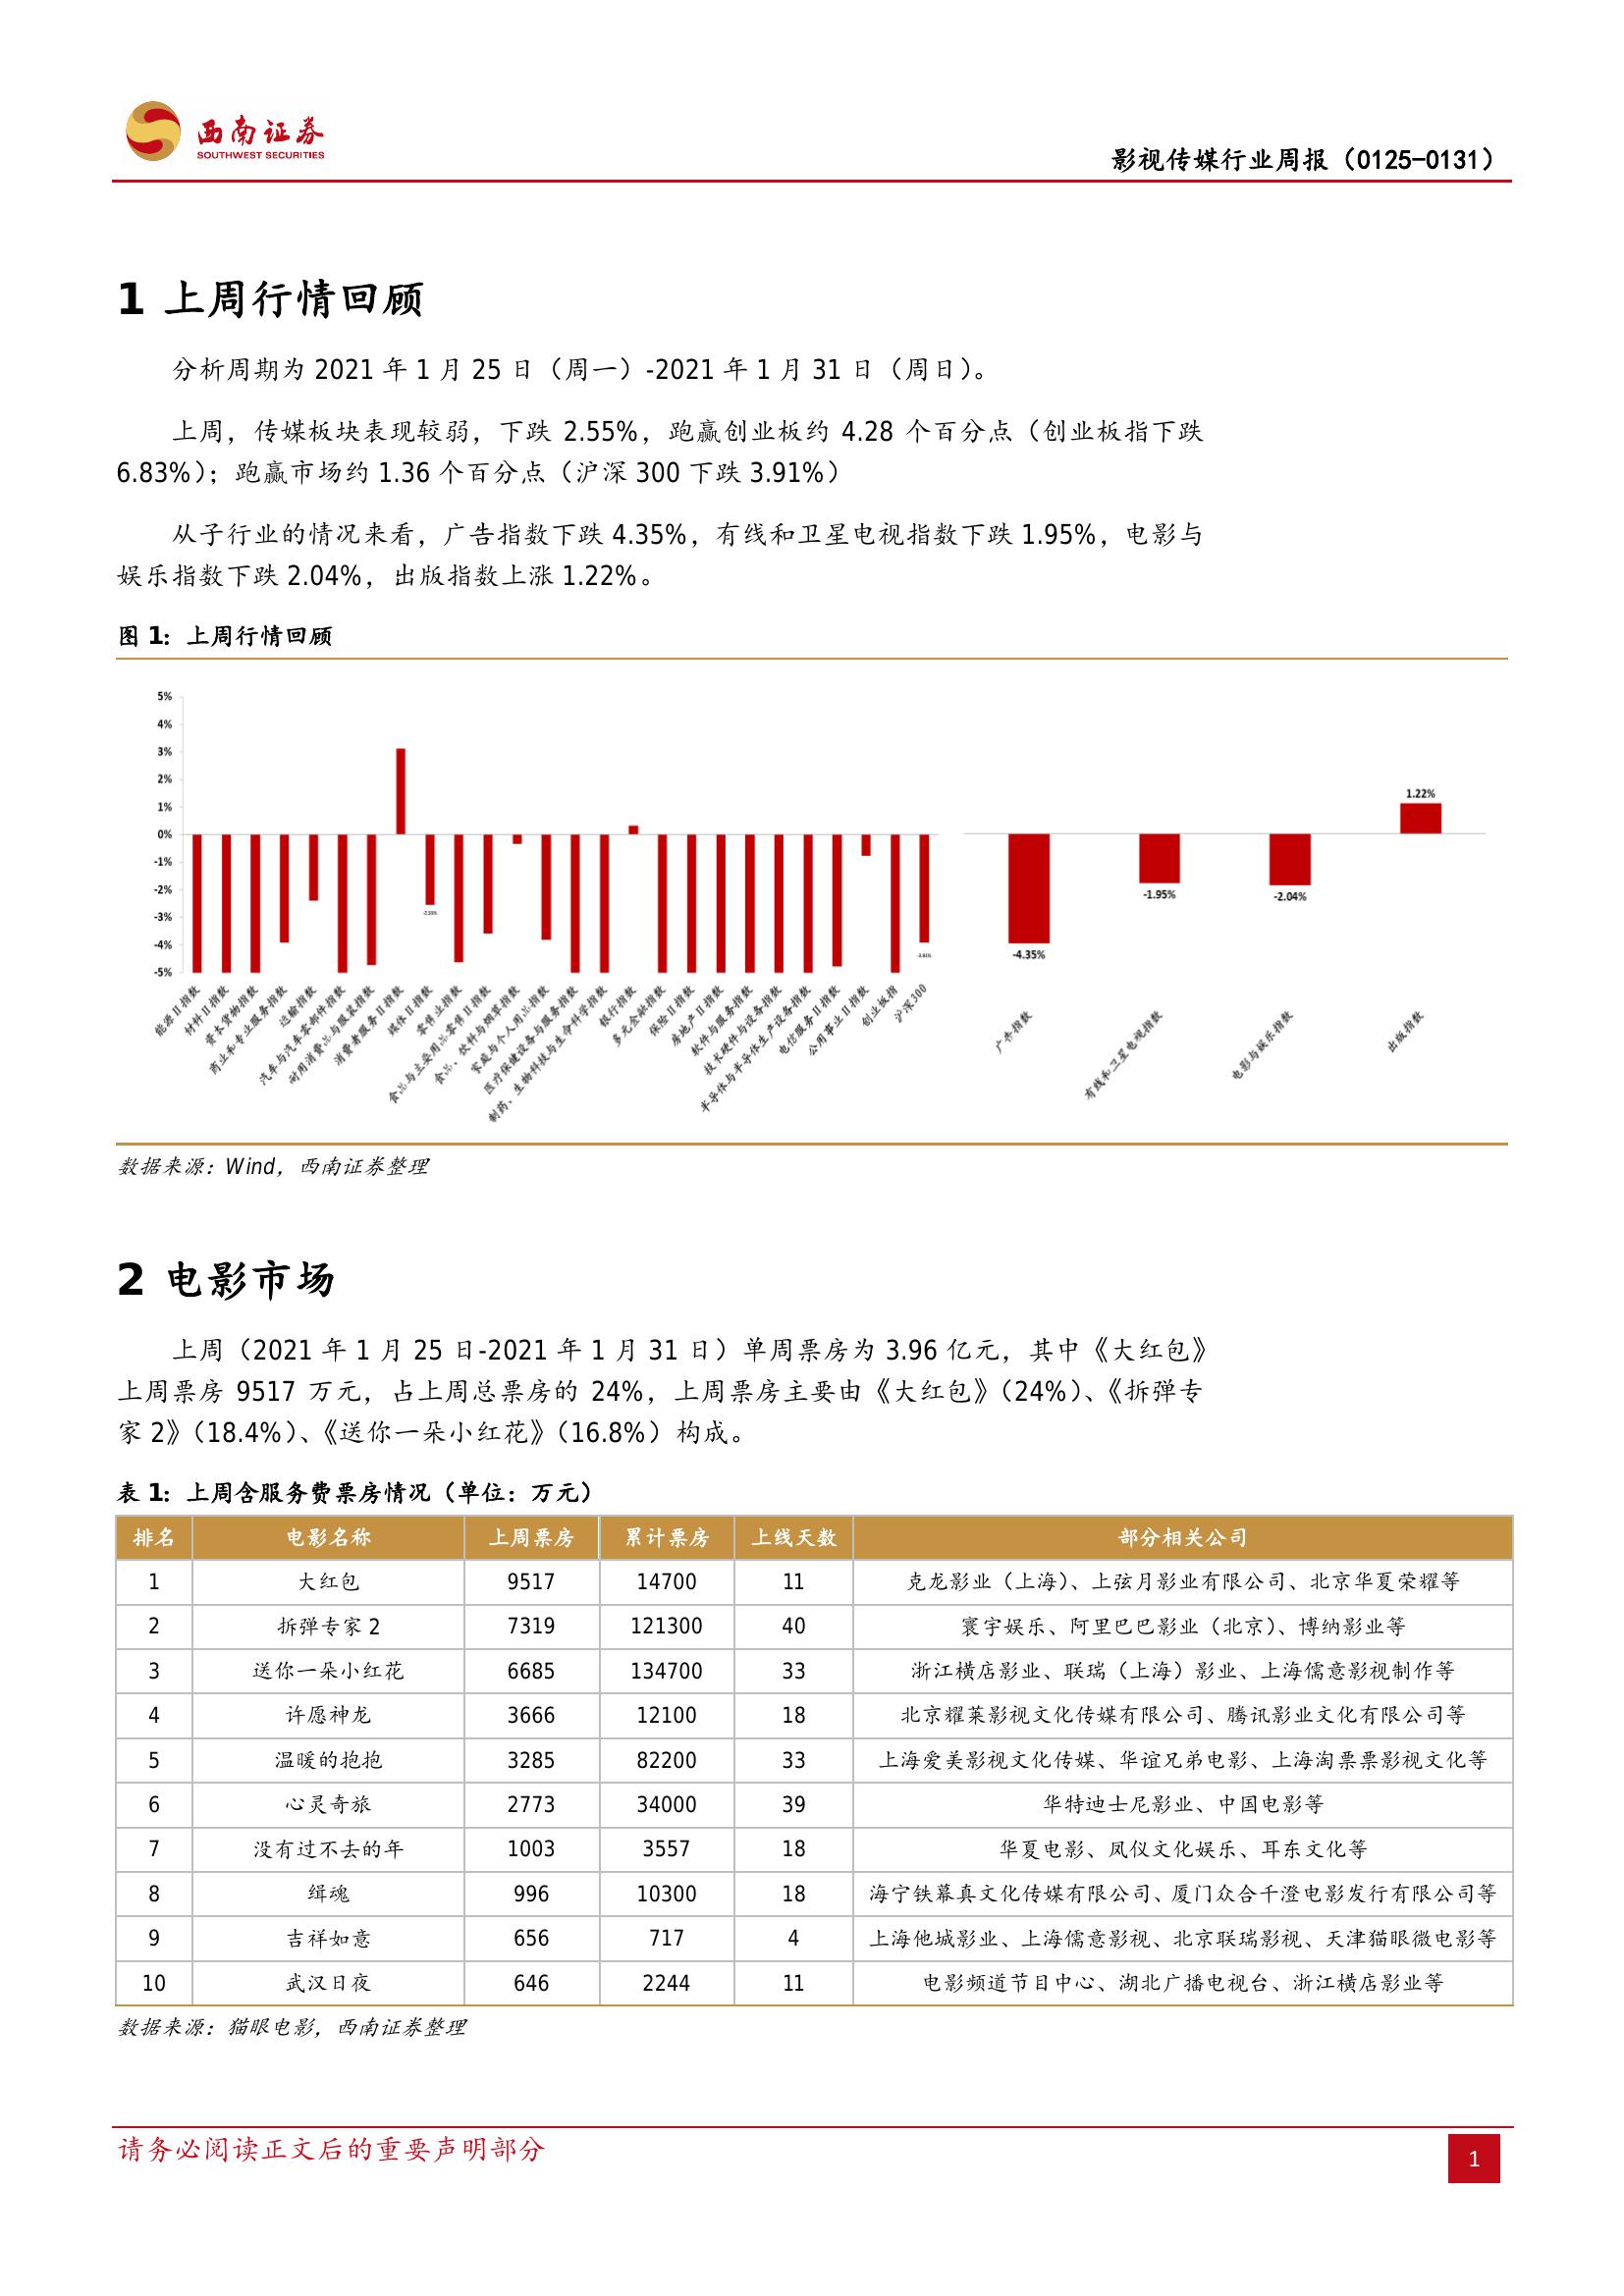 西南证券
SOUTHWEST SECURITIES
影视传媒行业周报（0125-0131）
1 上周行情回顾
分析周期为 2021 年 1 月 25 日（周一）-2021 年 1 月 31 日（周日）。
上周，传媒板块表现较弱，下跌 2.55%，跑赢创业板约 4.28 个百分点（创业板指下跌
6.83%）；跑赢市场约 1.36 个百分点（沪深 300 下跌 3.91%）
从子行业的情况来看，广告指数下跌 4.35%，有线和卫星电视指数下跌 1.95%，电影与
娱乐指数下跌 2.04%，出版指数上涨 1.22%。
图 1：上周行情回顾
5%
4%
3%
2%
1%
0%
-1%
-2%
-3%
-4%
-5%
能源II指数
材料II指数
资本货物指数
商业和专业服务指数
运输指数
汽车与汽车零部件指数
耐用消费品与服装指数
消费者服务II指数
媒体II指数
零售业指数
食品与主要用品零售II指数
食品、饮料与烟草指数
家庭与个人用品指数
医疗保健设备与服务指数
制药、生物科技与生命科学指数
银行指数
多元金融指数
保险II指数
房地产II指数
软件与服务指数
技术硬件与设备指数
半导体与半导体生产设备指数
电信服务II指数
公用事业II指数
创业板指
沪深300
-4.35%
-1.95%
-2.04%
1.22%
广告指数
有线和卫星电视指数
电影与娱乐指数
出版指数
数据来源：Wind，西南证券整理
2 电影市场
上周（2021 年 1 月 25 日-2021 年 1 月 31 日）单周票房为 3.96 亿元，其中《大红包》
上周票房 9517 万元，占上周总票房的 24%，上周票房主要由《大红包》（24%）、《拆弹专
家 2》（18.4%）、《送你一朵小红花》（16.8%）构成。
表 1：上周含服务费票房情况（单位：万元）
排名 电影名称 上周票房 累计票房 上线天数 部分相关公司
1 大红包 9517 14700 11 克龙影业（上海）、上弦月影业有限公司、北京华夏荣耀等
2 拆弹专家 2 7319 121300 40 寰宇娱乐、阿里巴巴影业（北京）、博纳影业等
3 送你一朵小红花 6685 134700 33 浙江横店影业、联瑞（上海）影业、上海儒意影视制作等
4 许愿神龙 3666 12100 18 北京耀莱影视文化传媒有限公司、腾讯影业文化有限公司等
5 温暖的抱抱 3285 82200 33 上海爱美影视文化传媒、华谊兄弟电影、上海淘票票影视文化等
6 心灵奇旅 2773 34000 39 华特迪士尼影业、中国电影等
7 没有过不去的年 1003 3557 18 华夏电影、凤仪文化娱乐、耳东文化等
8 缉魂 996 10300 18 海宁铁幕真文化传媒有限公司、厦门众合千澄电影发行有限公司等
9 吉祥如意 656 717 4 上海他城影业、上海儒意影视、北京联瑞影视、天津猫眼微电影等
10 武汉日夜 646 2244 11 电影频道节目中心、湖北广播电视台、浙江横店影业等
数据来源：猫眼电影，西南证券整理
请务必阅读正文后的重要声明部分
1